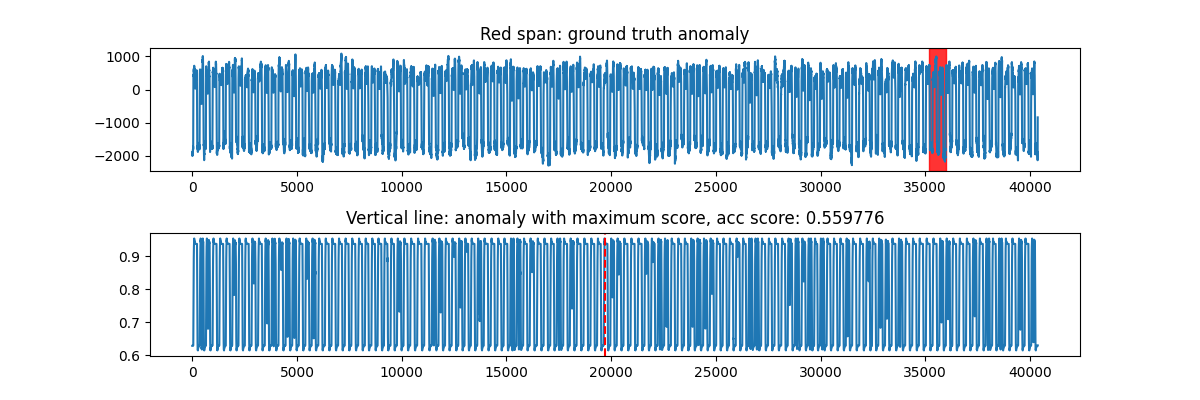 Red span: ground truth anomaly
1000
0
−1000
−2000
0 5000 10000 15000 20000 25000 30000 35000 40000
Vertical line: anomaly with maximum score, acc score: 0.559776
0.9
0.8
0.7
0.6
0 5000 10000 15000 20000 25000 30000 35000 40000